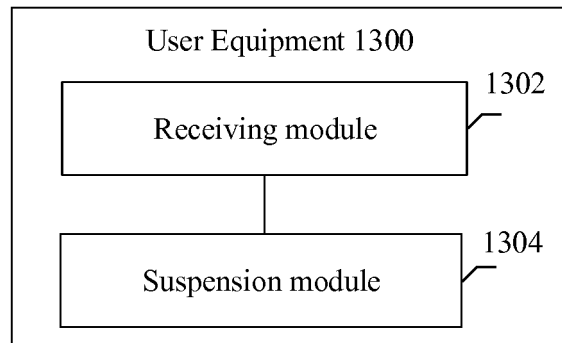 User Equipment 1300
1302
Receiving module
1304
Suspension module